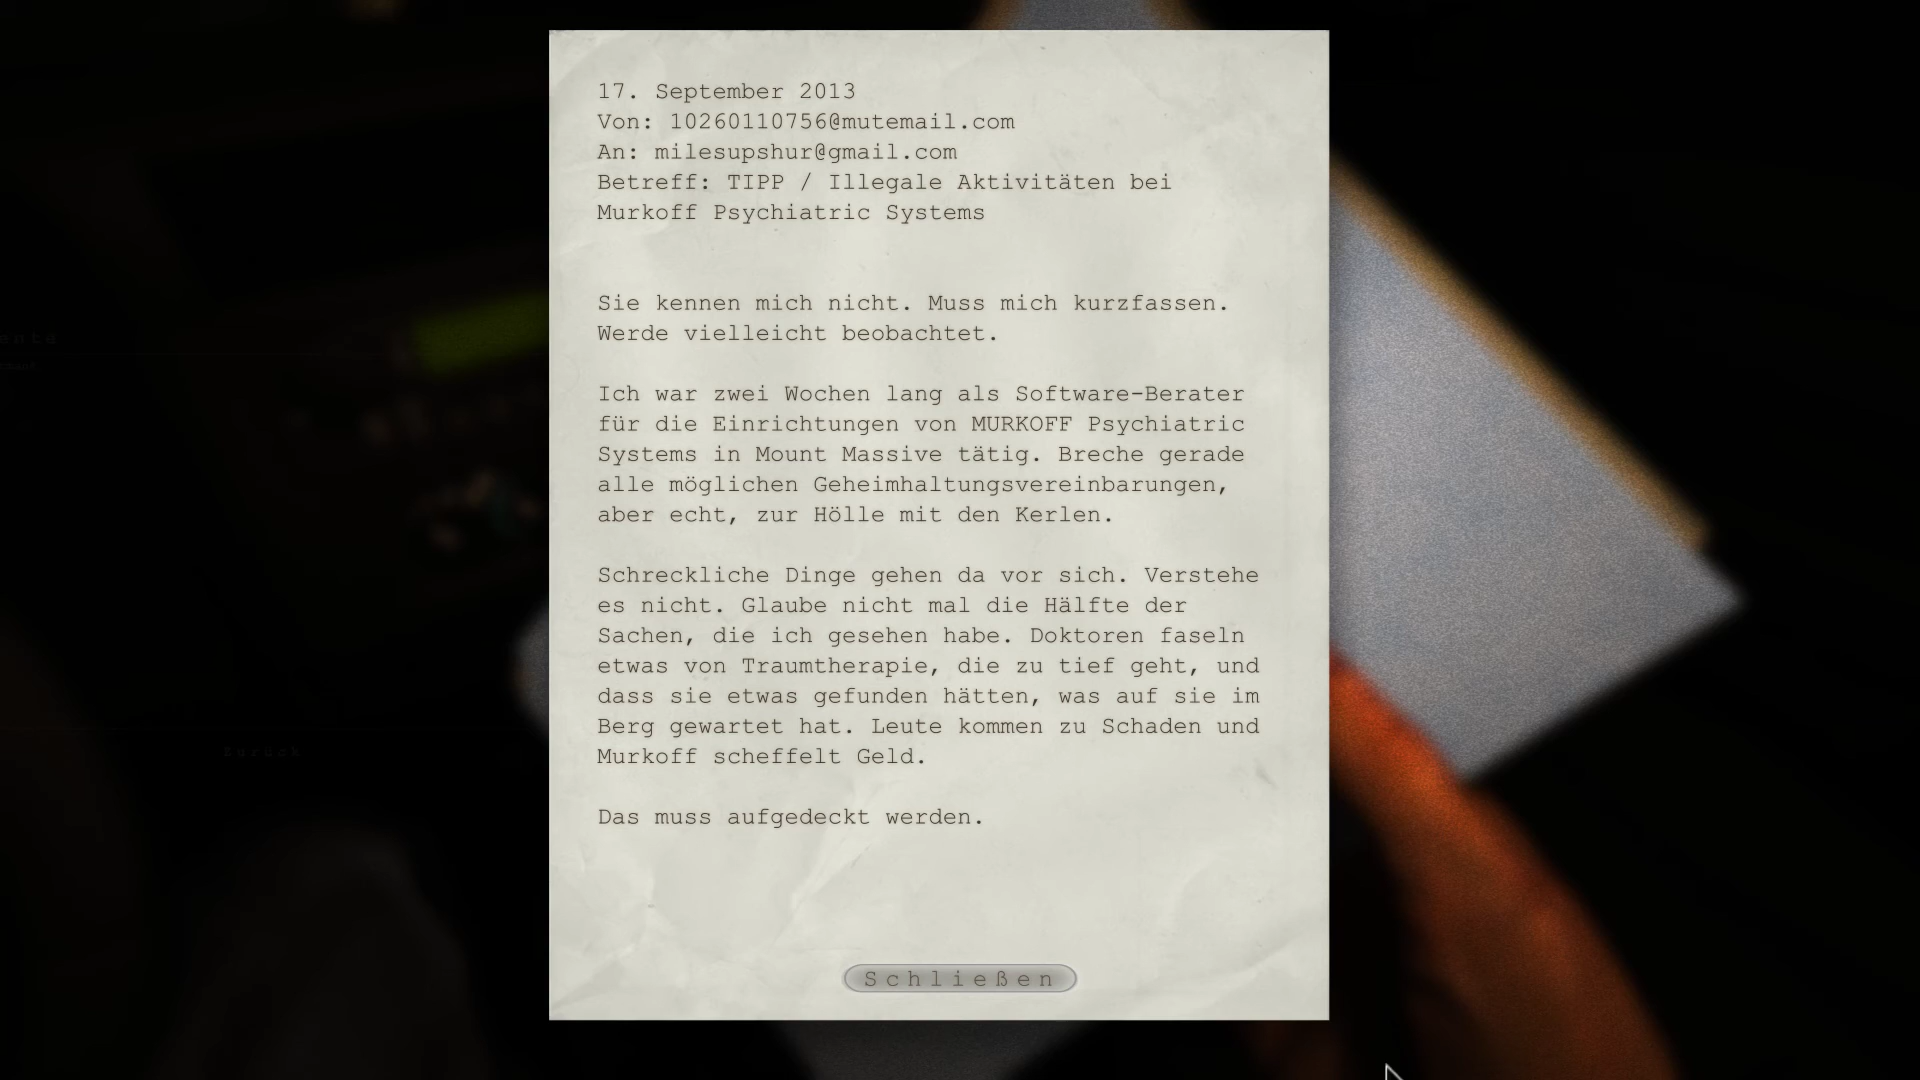 17. September 2013
Von: 10260110756@mutemail.com
An: milesupshur@gmail.com
Betreff: TIPP / Illegale Aktivitäten bei
Murkoff Psychiatric Systems
Sie kennen mich nicht. Muss mich kurzfassen.
Werde vielleicht beobachtet.
Ich war zwei Wochen lang als Software-Berater
für die Einrichtungen von MURKOFF Psychiatric
Systems in Mount Massive tätig. Breche gerade
alle möglichen Geheimhaltungsvereinbarungen,
aber echt, zur Hölle mit den Kerlen.
Schreckliche Dinge gehen da vor sich. Verstehe
es nicht. Glaube nicht mal die Hälfte der
Sachen, die ich gesehen habe. Doktoren faseln
etwas von Traumtherapie, die zu tief geht, und
dass sie etwas gefunden hätten, was auf sie im
Berg gewartet hat. Leute kommen zu Schaden und
Murkoff scheffelt Geld.
Das muss aufgedeckt werden.
Schließen
Zurück